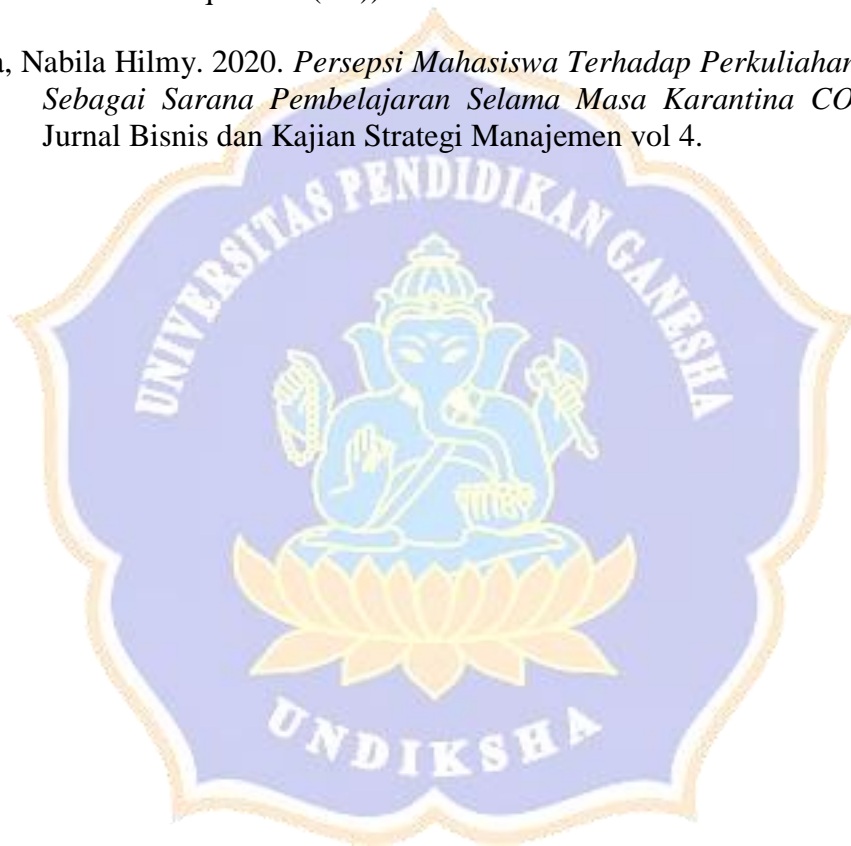 , Nabila Hilmy. 2020. Persepsi Mahasiswa Terhadap Perkuliahan
Sebagai Sarana Pembelajaran Selama Masa Karantina CO
Jurnal Bisnis dan Kajian Strategi Manajemen vol 4.
UNIVERSITAS PENDIDIKAN GANESHA
UNDIKSHA